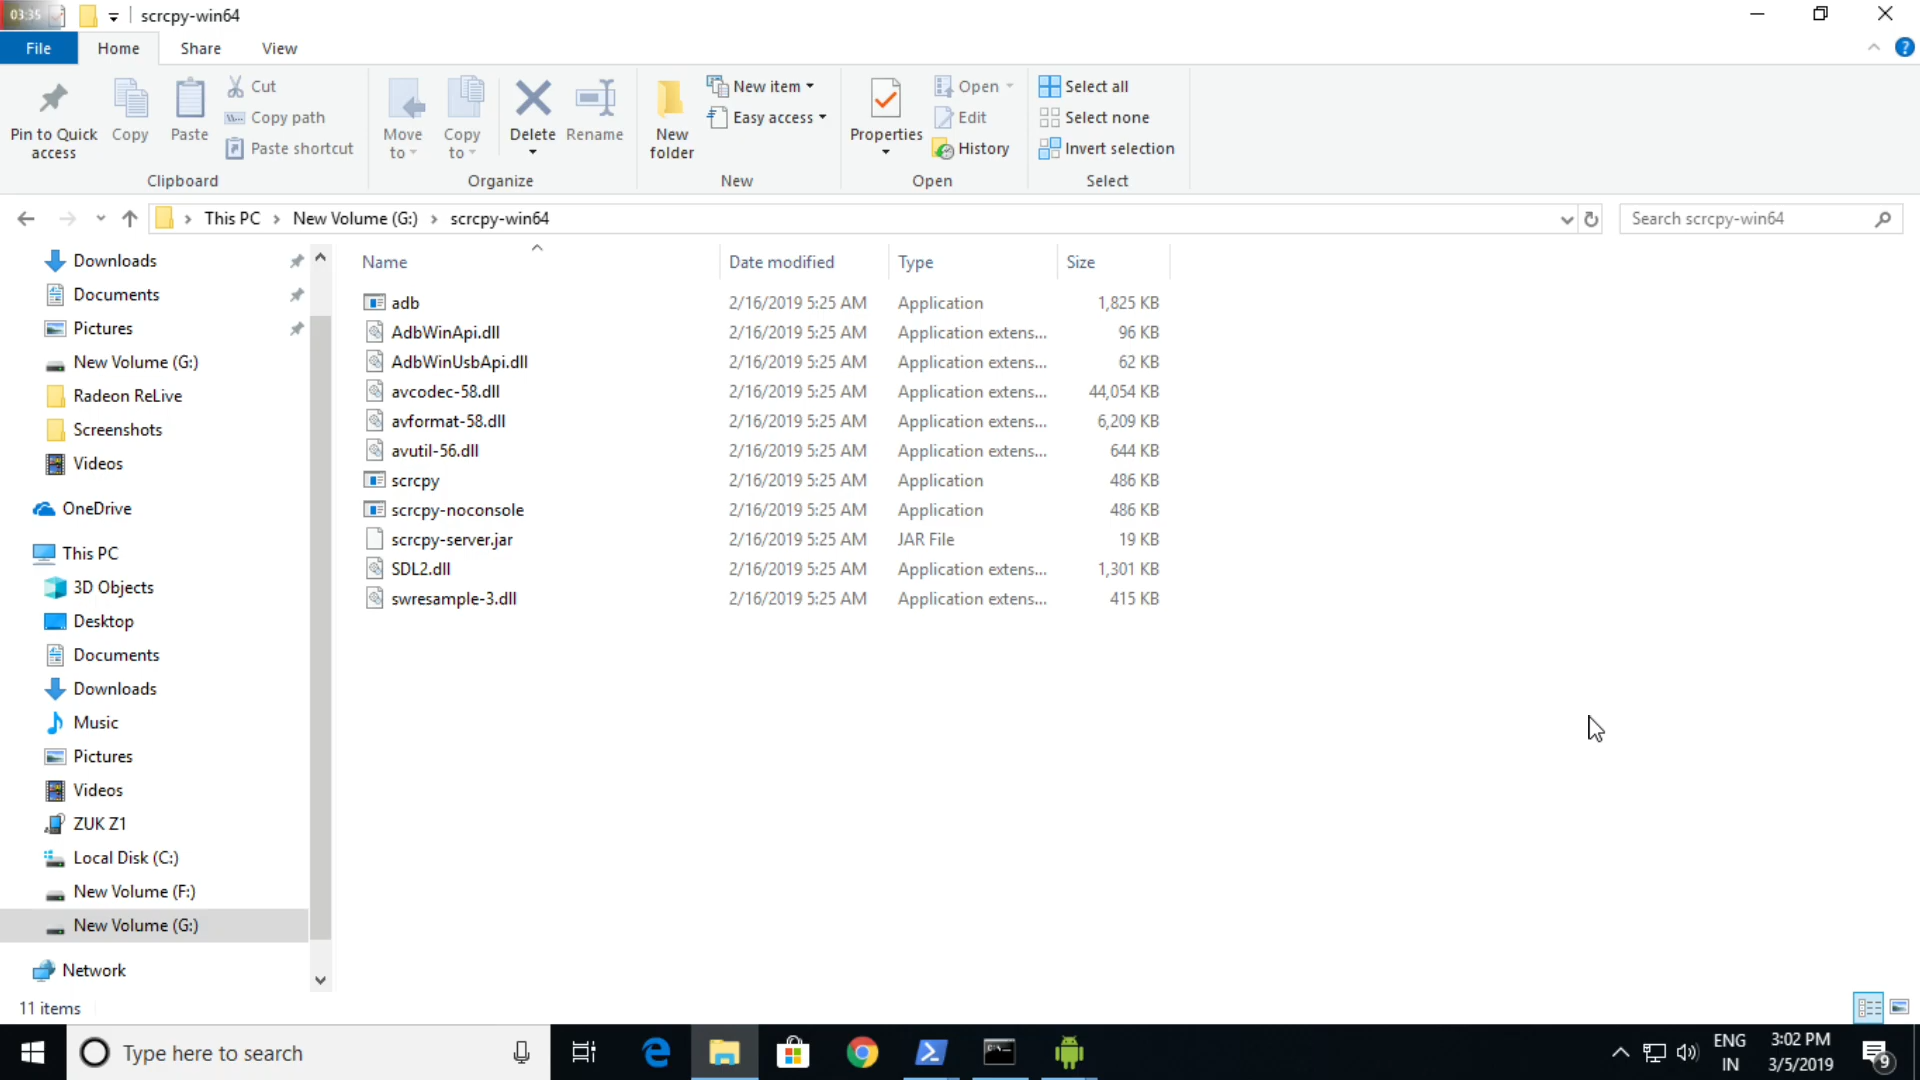 03:35 scrcpy-win64
File Home Share View
Pin to Quick access
Copy
Paste
Cut
Copy path
Paste shortcut
Clipboard
Move to
Copy to
Delete
Rename
Organize
New folder
New item
Easy access
New
Properties
Open
Edit
History
Open
Select all
Select none
Invert selection
Select
This PC New Volume (G:) scrcpy-win64
Search scrcpy-win64
Downloads
Documents
Pictures
New Volume (G:)
Radeon ReLive
Screenshots
Videos
OneDrive
This PC
3D Objects
Desktop
Documents
Downloads
Music
Pictures
Videos
ZUK Z1
Local Disk (C:)
New Volume (F:)
New Volume (G:)
Network
Name Date modified Type Size
adb 2/16/2019 5:25 AM Application 1,825 KB
AdbWinApi.dll 2/16/2019 5:25 AM Application extens... 96 KB
AdbWinUsbApi.dll 2/16/2019 5:25 AM Application extens... 62 KB
avcodec-58.dll 2/16/2019 5:25 AM Application extens... 44,054 KB
avformat-58.dll 2/16/2019 5:25 AM Application extens... 6,209 KB
avutil-56.dll 2/16/2019 5:25 AM Application extens... 644 KB
scrcpy 2/16/2019 5:25 AM Application 486 KB
scrcpy-noconsole 2/16/2019 5:25 AM Application 486 KB
scrcpy-server.jar 2/16/2019 5:25 AM JAR File 19 KB
SDL2.dll 2/16/2019 5:25 AM Application extens... 1,301 KB
swresample-3.dll 2/16/2019 5:25 AM Application extens... 415 KB
11 items
Type here to search
ENG
IN
3:02 PM
3/5/2019
9